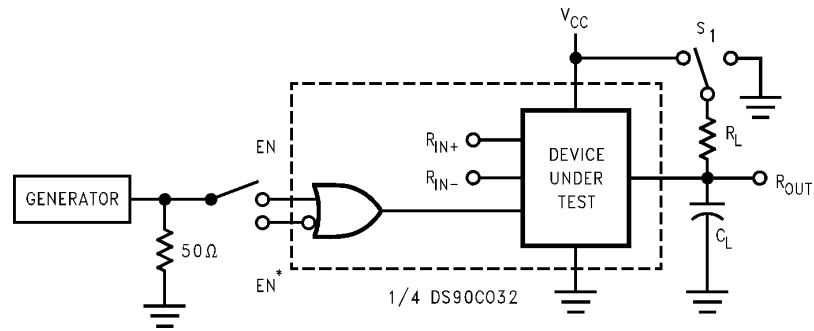 V_CC
S_1
EN
R_IN+
R_IN-
DEVICE
UNDER
TEST
R_L
GENERATOR
R_OUT
50Ω
C_L
EN*
1/4 DS90C032